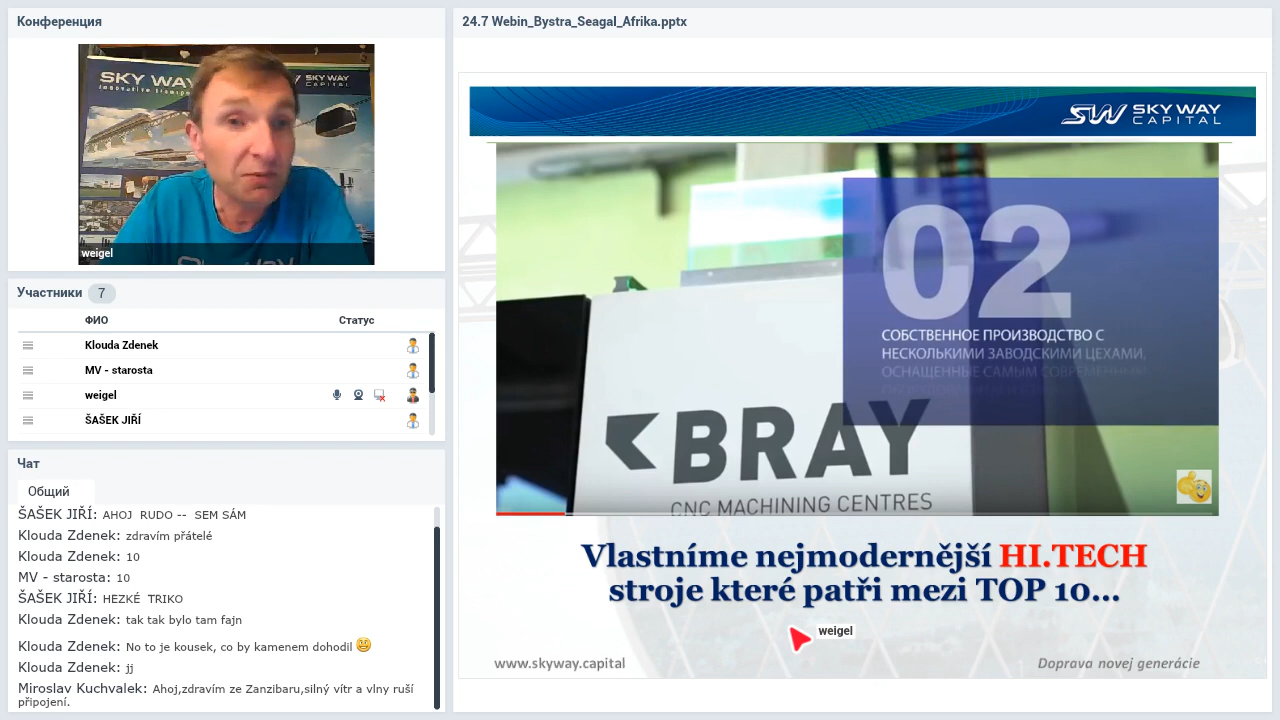 Конференция
SKY WAY
CAPITAL
weigel
Участники 7
ФИО Статус
Klouda Zdenek
MV - starosta
weigel
ŠAŠEK JIŘÍ
Чат
Общий
ŠAŠEK JIŘÍ: AHOJ RUDO -- SEM SÁM
Klouda Zdenek: zdravím přátelé
Klouda Zdenek: 10
MV - starosta: 10
ŠAŠEK JIŘÍ: HEZKÉ TRIKO
Klouda Zdenek: tak tak bylo tam fajn
Klouda Zdenek: No to je kousek, co by kamenem dohodil
Klouda Zdenek: jj
Miroslav Kuchvalek: Ahoj,zdravím ze Zanzibaru,silný vítr a vlny ruší
připojení.
24.7 Webin_Bystra_Seagal_Afrika.pptx
SW SKY WAY
CAPITAL
02
СОБСТВЕННОЕ ПРОИЗВОДСТВО С
НЕСКОЛЬКИМИ ЗАВОДСКИМИ ЦЕХАМИ,
ОСНАЩЕННЫЕ САМЫМ СОВРЕМЕННЫМ
BRAY
CNC MACHINING CENTRES
Vlastníme nejmodernější HI.TECH
stroje které patři mezi TOP 10...
weigel
www.skyway.capital
Doprava novej generácie